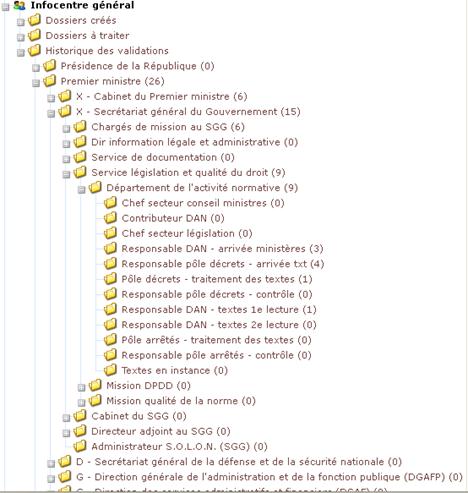 Infocentre général
Dossiers créés
Dossiers à traiter
Historique des validations
Présidence de la République (0)
Premier ministre (26)
X - Cabinet du Premier ministre (6)
X - Secrétariat général du Gouvernement (15)
Chargés de mission au SGG (6)
Dir information légale et administrative (0)
Service de documentation (0)
Service législation et qualité du droit (9)
Département de l'activité normative (9)
Chef secteur conseil ministres (0)
Contributeur DAN (0)
Chef secteur législation (0)
Responsable DAN - arrivée ministères (3)
Responsable pôle décrets - arrivée txt (4)
Pôle décrets - traitement des textes (1)
Responsable pôle décrets - contrôle (0)
Responsable DAN - textes 1e lecture (1)
Responsable DAN - textes 2e lecture (0)
Pôle arrêtés - traitement des textes (0)
Responsable pôle arrêtés - contrôle (0)
Textes en instance (0)
Mission DPDD (0)
Mission qualité de la norme (0)
Cabinet du SGG (0)
Directeur adjoint au SGG (0)
Administrateur S.O.L.O.N. (SGG) (0)
D - Secrétariat général de la défense et de la sécurité nationale (0)
G - Direction générale de l'administration et de la fonction publique (DGAFP) (0)
G - Direction des services administratifs et financiers (DSAF) (0)